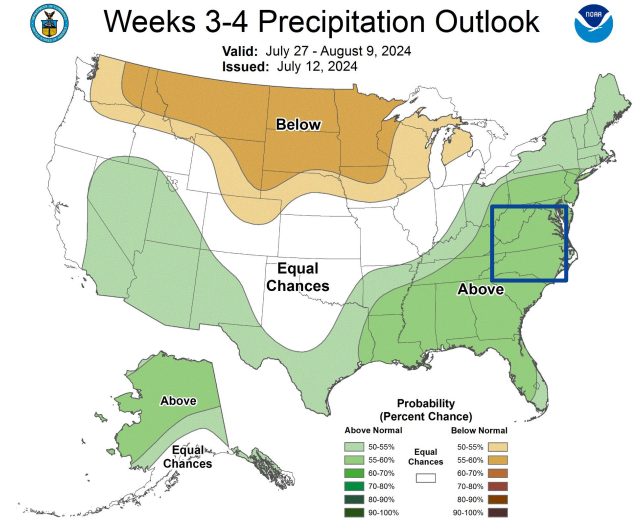 Weeks 3-4 Precipitation Outlook
NOAA
Valid: July 27 - August 9, 2024
Issued: July 12, 2024
Below
Equal
Chances
Above
Above
Equal
Chances
Probability
(Percent Chance)
Above Normal
Below Normal
Equal
Chances
50-55%
55-60%
60-70%
70-80%
80-90%
90-100%
50-55%
55-60%
60-70%
70-80%
80-90%
90-100%